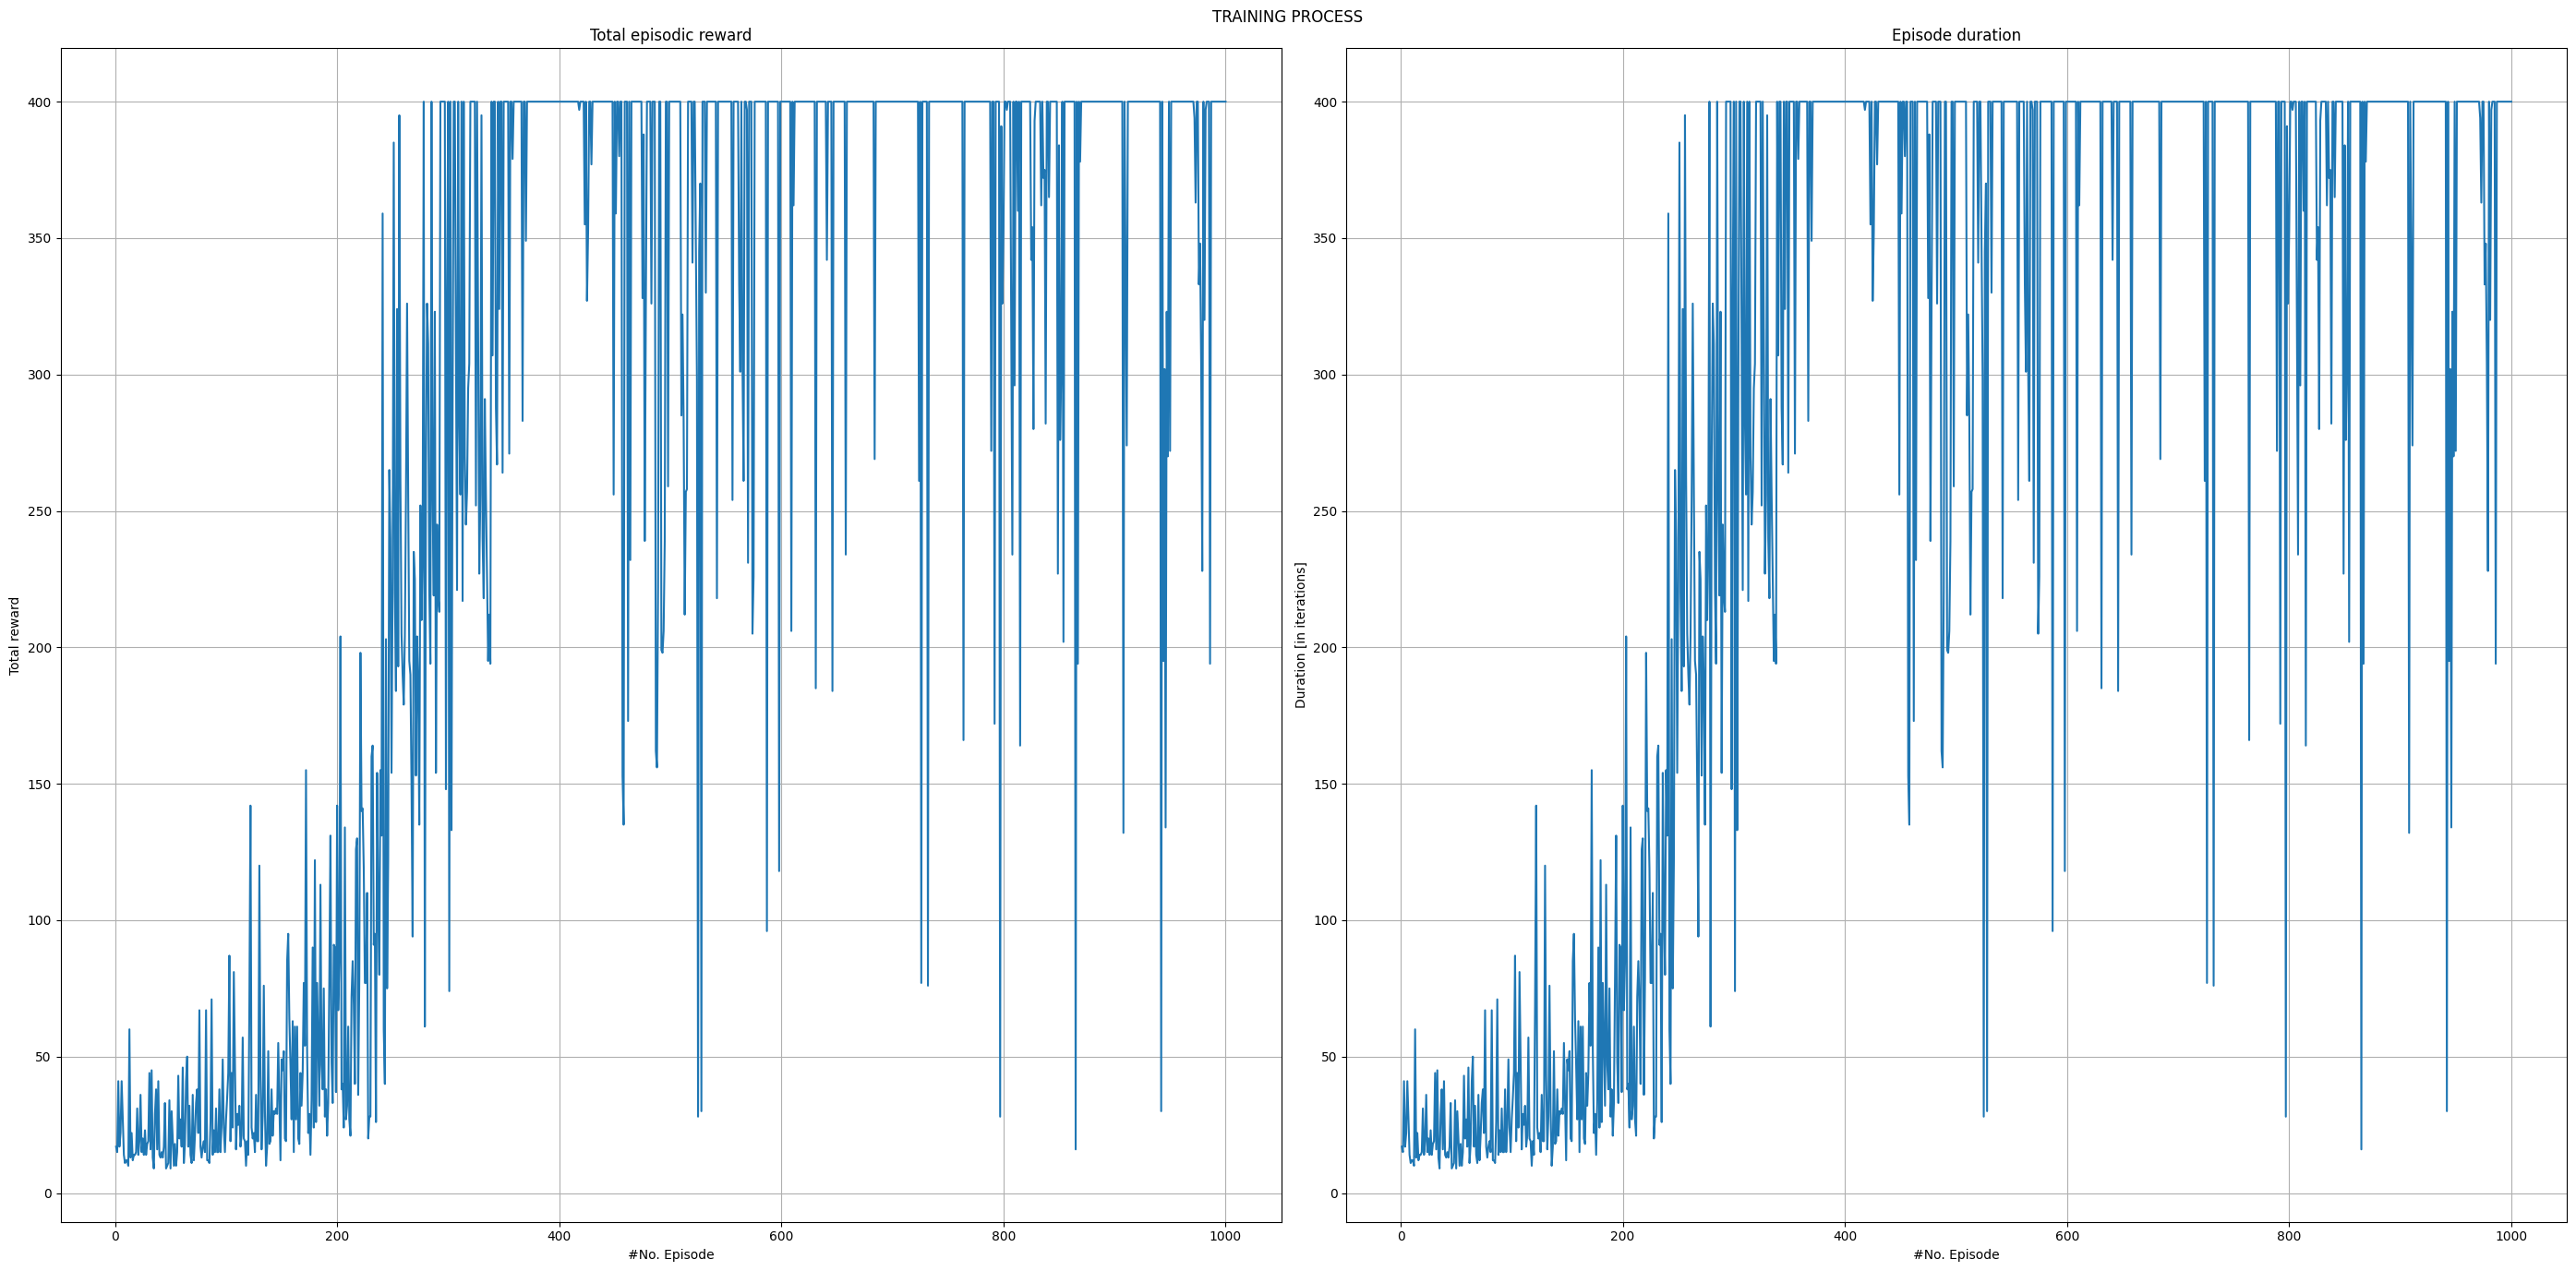 TRAINING PROCESS
Total episodic reward
Total reward
400
350
300
250
200
150
100
50
0
0 200 400 600 800 1000
#No. Episode
Episode duration
Duration [in iterations]
400
350
300
250
200
150
100
50
0
0 200 400 600 800 1000
#No. Episode